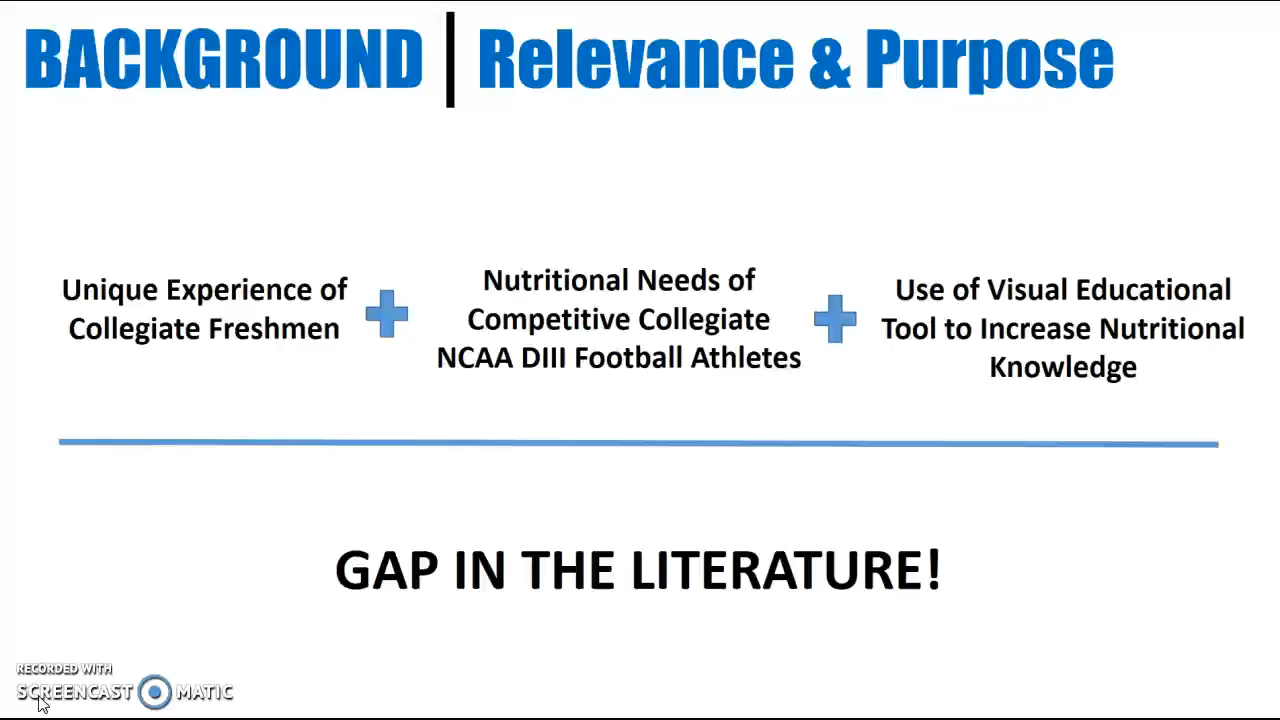 BACKGROUND | Relevance & Purpose
Unique Experience of
Collegiate Freshmen
Nutritional Needs of
Competitive Collegiate
NCAA DIII Football Athletes
Use of Visual Educational
Tool to Increase Nutritional
Knowledge
GAP IN THE LITERATURE!
RECORDED WITH
SCREENCAST MATIC